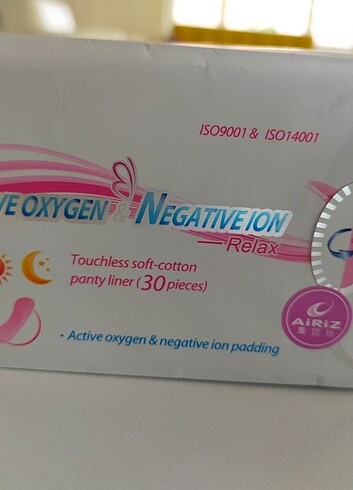 ISO9001 & ISO14001
VE OXYGEN & NEGATIVE ION
Relax
Touchless soft-cotton
panty liner (30 pieces)
AiRiZ
• Active oxygen & negative ion padding